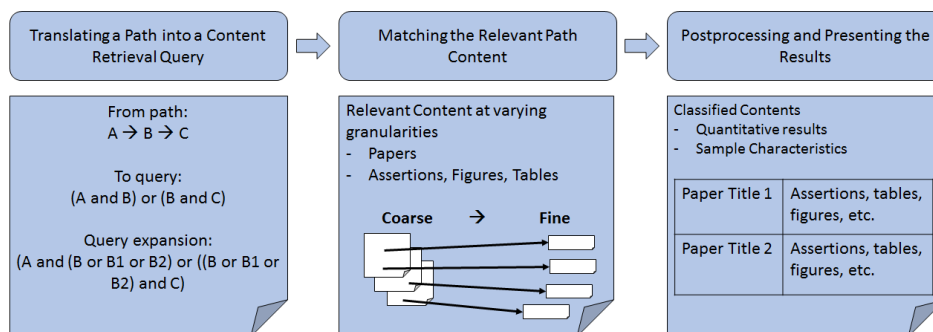 Translating a Path into a Content
Retrieval Query
Matching the Relevant Path
Content
Postprocessing and Presenting the
Results
From path:
A → B → C
To query:
(A and B) or (B and C)
Query expansion:
(A and (B or B1 or B2) or ((B or B1 or
B2) and C)
Relevant Content at varying
granularities
- Papers
- Assertions, Figures, Tables
Coarse → Fine
Classified Contents
- Quantitative results
- Sample Characteristics
Paper Title 1
Assertions, tables,
figures, etc.
Paper Title 2
Assertions, tables,
figures, etc.